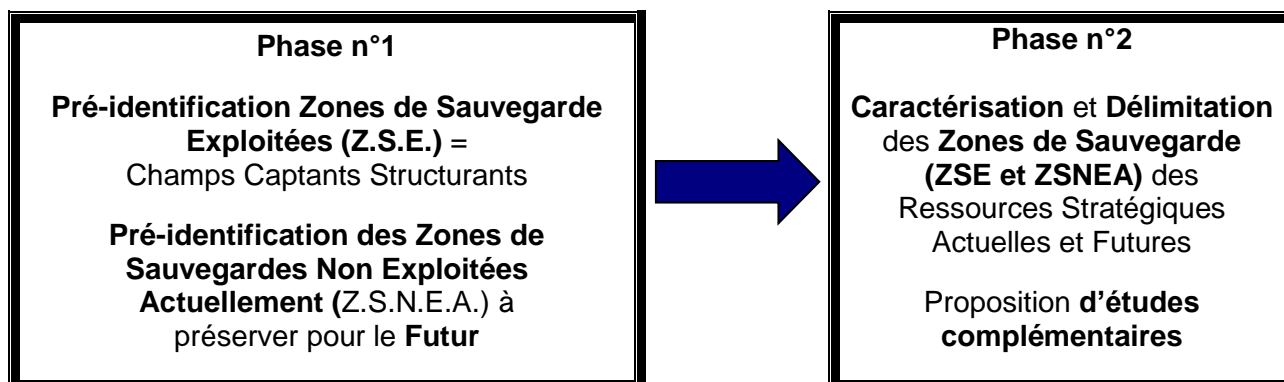 Phase n°1
Pré-identification Zones de Sauvegarde
Exploitées (Z.S.E.) =
Champs Captants Structurants
Pré-identification des Zones de
Sauvegardes Non Exploitées
Actuellement (Z.S.N.E.A.) à
préserver pour le Futur
Phase n°2
Caractérisation et Délimitation
des Zones de Sauvegarde
(ZSE et ZSNEA) des
Ressources Stratégiques
Actuelles et Futures
Proposition d'études
complémentaires